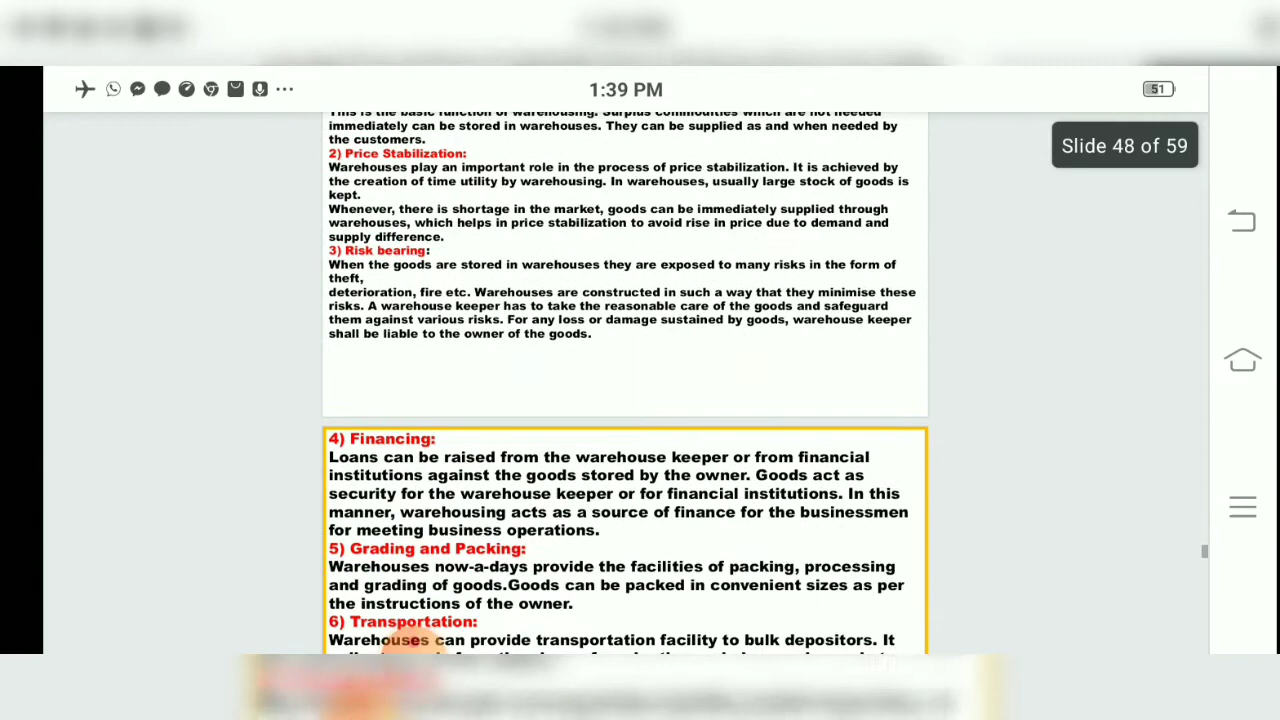 1:39 PM
51
Slide 48 of 59
This is the basic function of warehousing. Surplus commodities which are not needed
immediately can be stored in warehouses. They can be supplied as and when needed by
the customers.
2) Price Stabilization:
Warehouses play an important role in the process of price stabilization. It is achieved by
the creation of time utility by warehousing. In warehouses, usually large stock of goods is
kept.
Whenever, there is shortage in the market, goods can be immediately supplied through
warehouses, which helps in price stabilization to avoid rise in price due to demand and
supply difference.
3) Risk bearing:
When the goods are stored in warehouses they are exposed to many risks in the form of
theft,
deterioration, fire etc. Warehouses are constructed in such a way that they minimise these
risks. A warehouse keeper has to take the reasonable care of the goods and safeguard
them against various risks. For any loss or damage sustained by goods, warehouse keeper
shall be liable to the owner of the goods.
4) Financing:
Loans can be raised from the warehouse keeper or from financial
institutions against the goods stored by the owner. Goods act as
security for the warehouse keeper or for financial institutions. In this
manner, warehousing acts as a source of finance for the businessmen
for meeting business operations.
5) Grading and Packing:
Warehouses now-a-days provide the facilities of packing, processing
and grading of goods.Goods can be packed in convenient sizes as per
the instructions of the owner.
6) Transportation:
Warehouses can provide transportation facility to bulk depositors. It